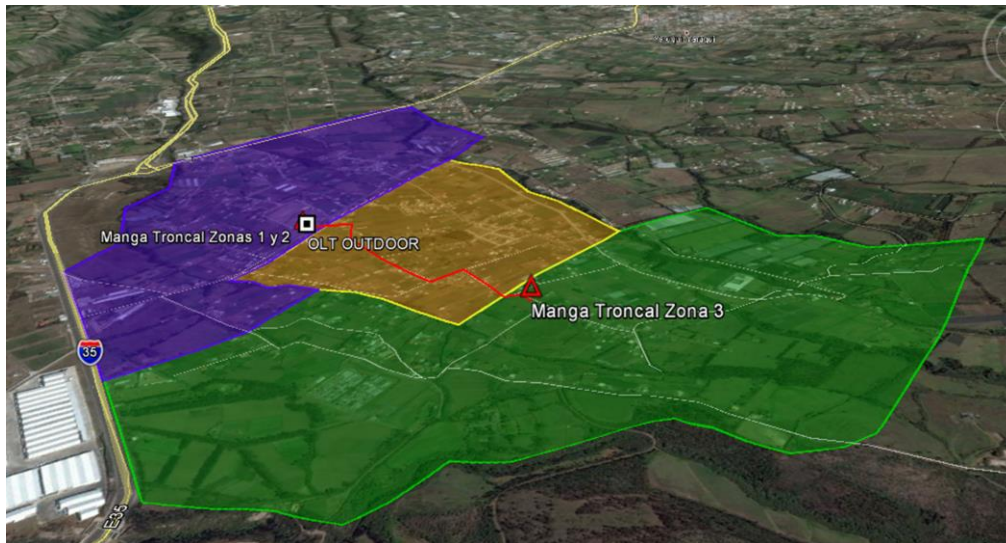 Manga Troncal Zonas 1 y 2
OLT OUTDOOR
Manga Troncal Zona 3
35
E35